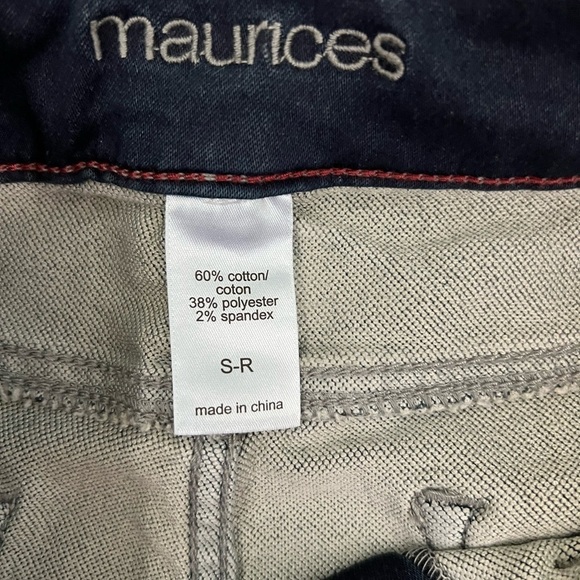 maurices
60% cotton/
coton
38% polyester
2% spandex
S-R
made in china